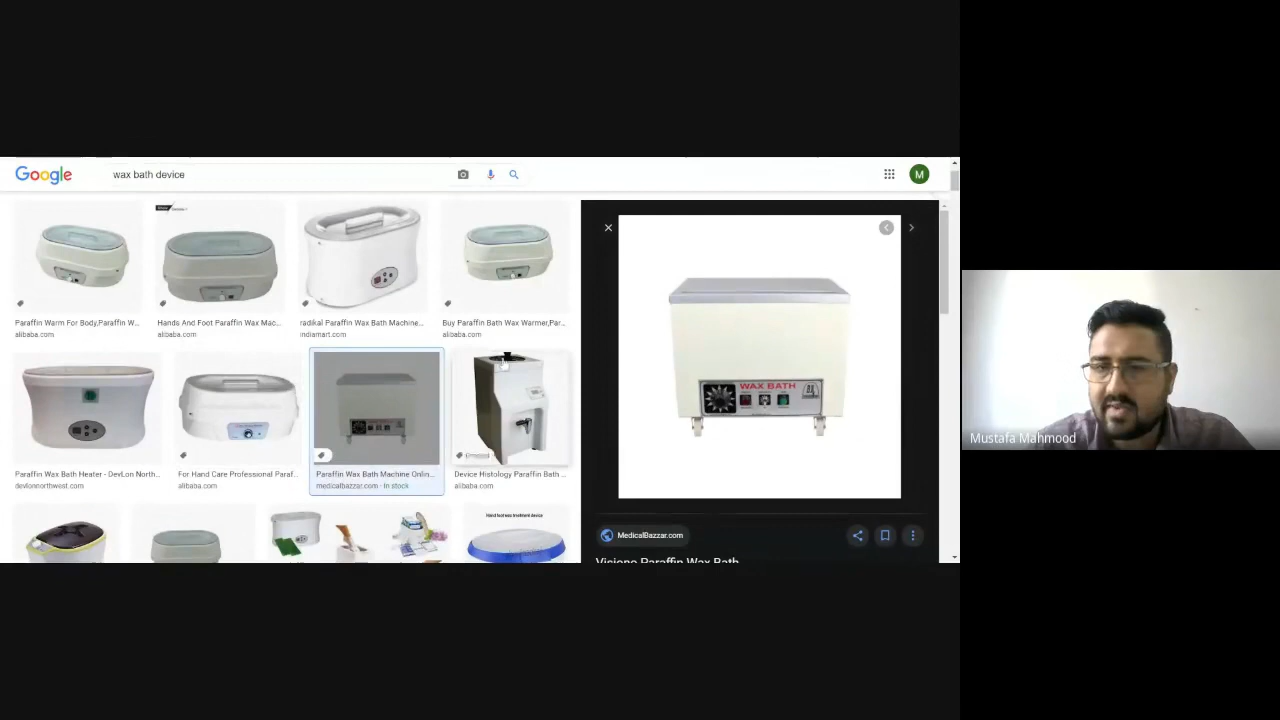 Google
wax bath device
M
Paraffin Warm For Body,Paraffin W...
alibaba.com
Hands And Foot Paraffin Wax Mac...
alibaba.com
radikal Paraffin Wax Bath Machine...
indiamart.com
Buy Paraffin Bath Wax Warmer,Par...
alibaba.com
Paraffin Wax Bath Heater - DevLon North...
devlonnorthwest.com
For Hand Care Professional Paraf...
alibaba.com
Paraffin Wax Bath Machine Onlin...
medicalbazzar.com - In stock
Device Histology Paraffin Bath ...
alibaba.com
WAX BATH
MedicalBazzar.com
Mustafa Mahmood